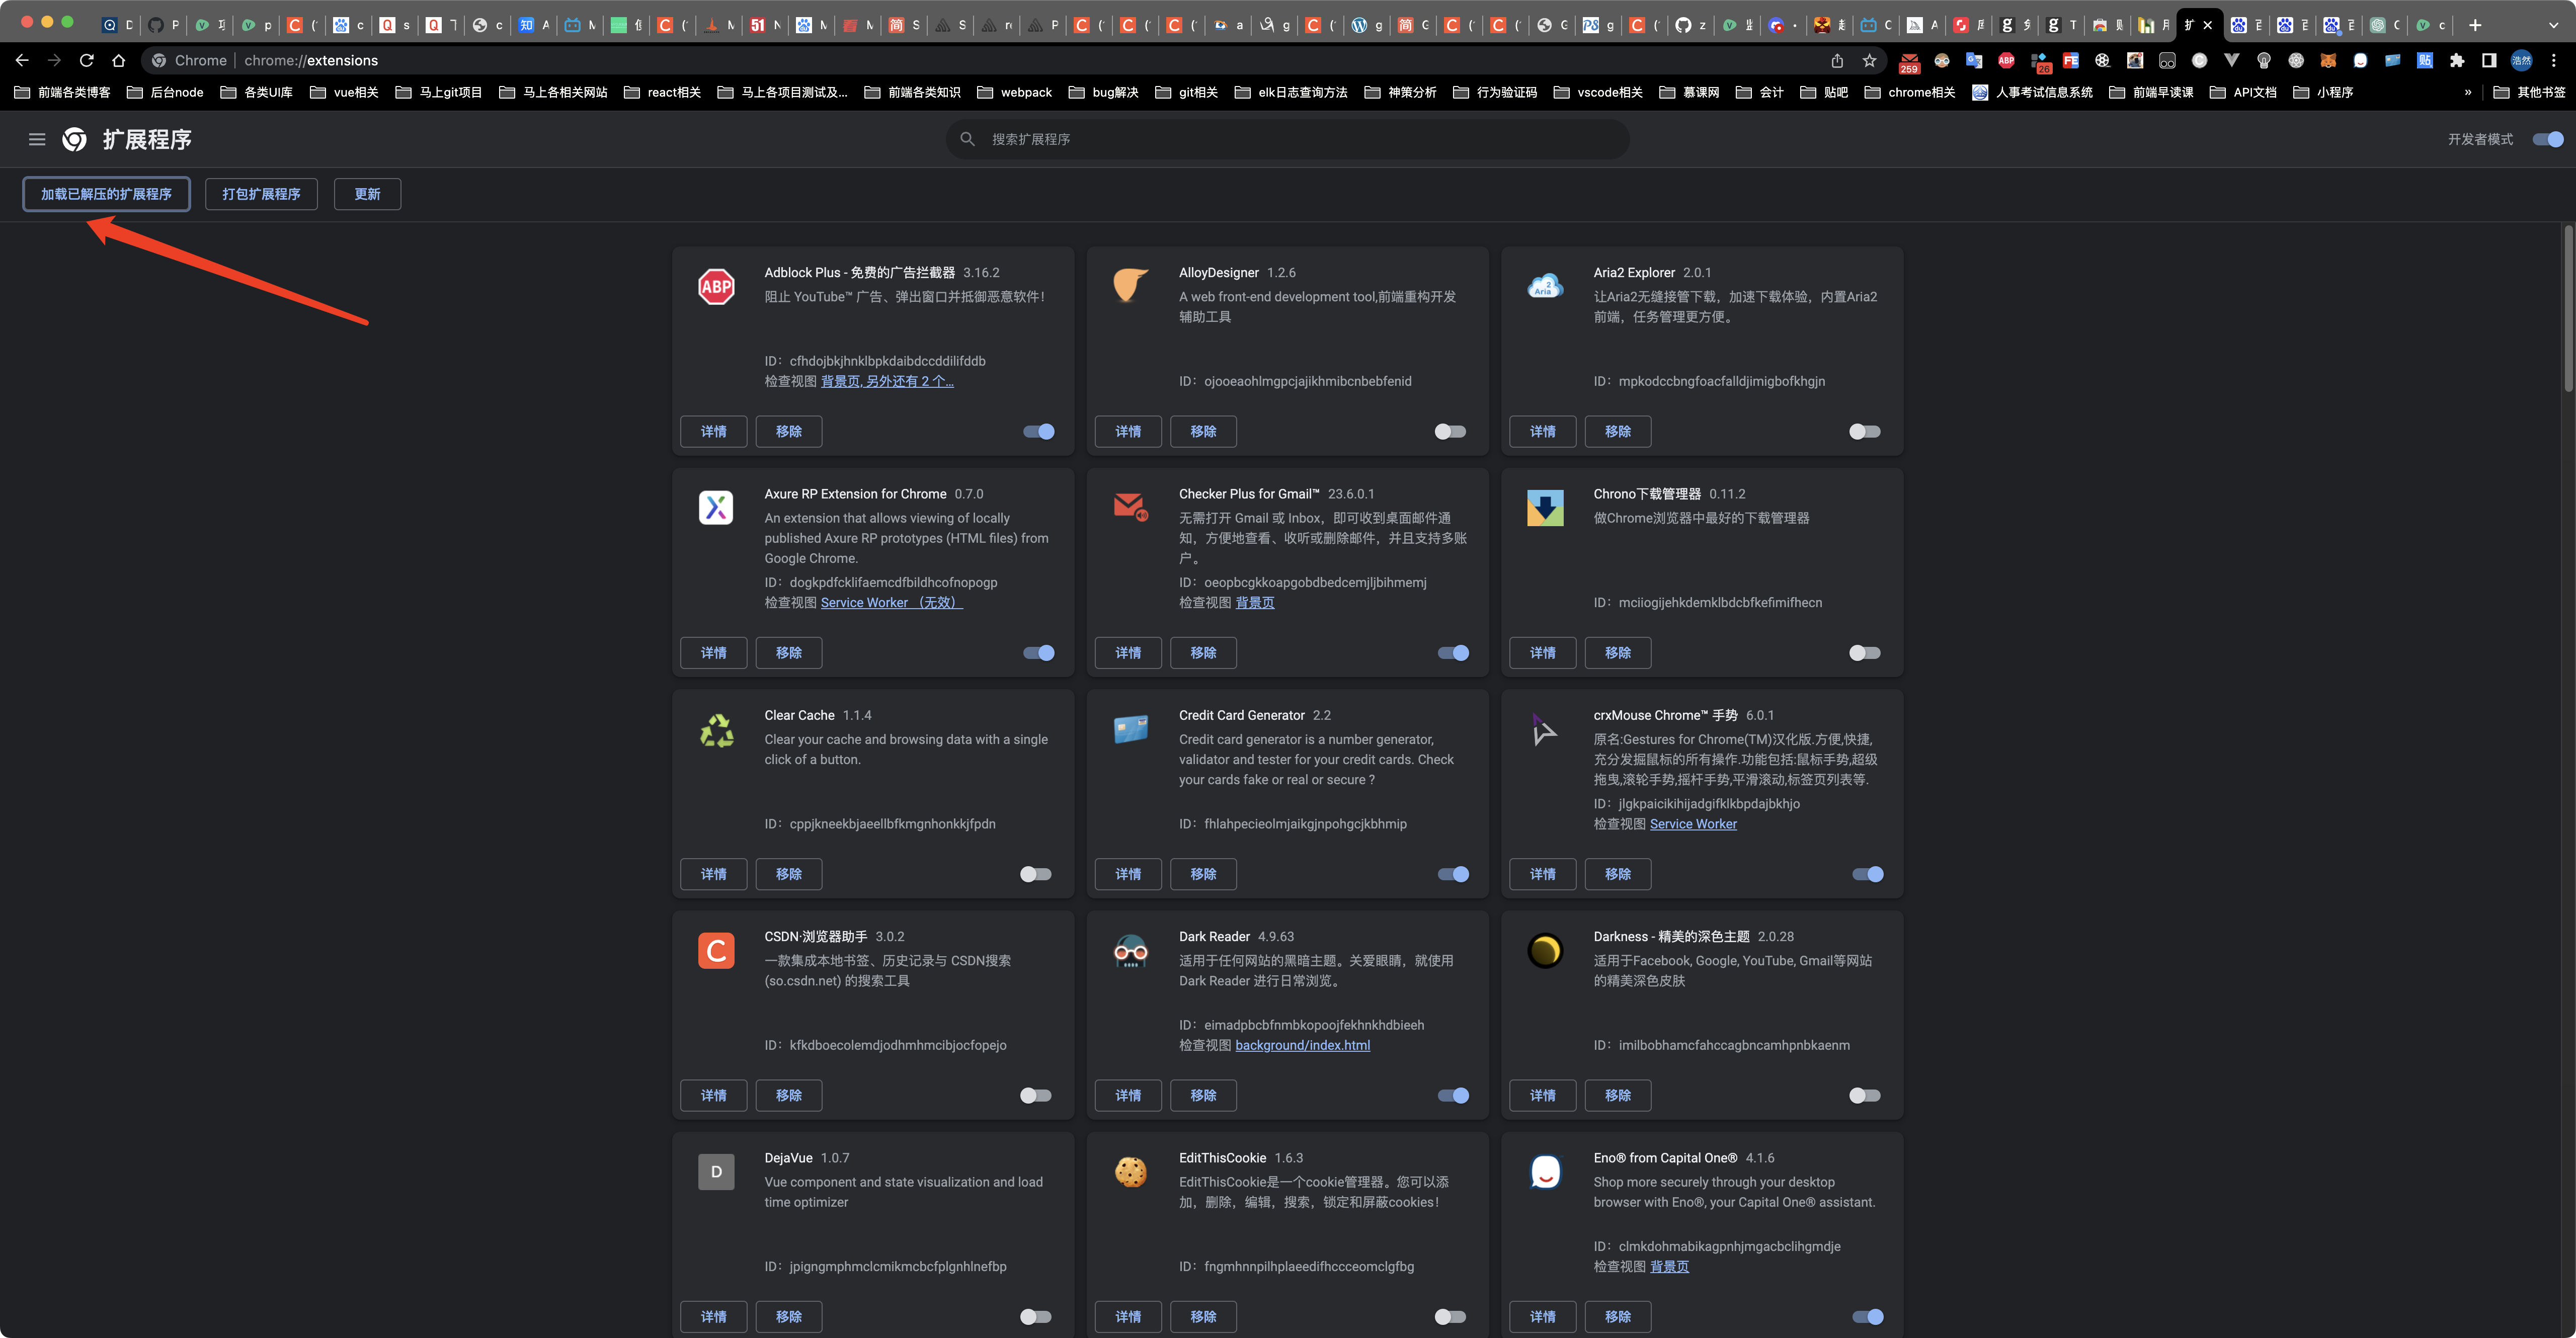 Chrome | chrome://extensions
259
ABP
26
FE
贴
浩然
前端各类博客 后台node 各类UI库 vue相关 马上git项目 马上各相关网站 react相关 马上各项目测试及... 前端各类知识 webpack bug解决 git相关 elk日志查询方法 神策分析 行为验证码 vscode相关 慕课网 会计 贴吧 chrome相关 人事考试信息系统 前端早读课 API文档 小程序 » 其他书签
扩展程序
搜索扩展程序
开发者模式
加载已解压的扩展程序 打包扩展程序 更新
ABP
Adblock Plus - 免费的广告拦截器 3.16.2
阻止 YouTube™ 广告、弹出窗口并抵御恶意软件!
ID：cfhdojbkjhnklbpkdaibdccddilifddb
检查视图 背景页, 另外还有 2 个...
详情 移除
AlloyDesigner 1.2.6
A web front-end development tool,前端重构开发
辅助工具
ID：ojooeaohlmgpcjajikhmibcnbebfenid
详情 移除
2
Aria
Aria2 Explorer 2.0.1
让Aria2无缝接管下载，加速下载体验，内置Aria2
前端，任务管理更方便。
ID：mpkodccbngfoacfalldjimigbofkhgjn
详情 移除
Axure RP Extension for Chrome 0.7.0
An extension that allows viewing of locally
published Axure RP prototypes (HTML files) from
Google Chrome.
ID：dogkpdfcklifaemcdfbildhcofnopogp
检查视图 Service Worker （无效）
详情 移除
Checker Plus for Gmail™ 23.6.0.1
无需打开 Gmail 或 Inbox，即可收到桌面邮件通
知，方便地查看、收听或删除邮件，并且支持多账
户。
ID：oeopbcgkkoapgobdbedcemjljbihmemj
检查视图 背景页
详情 移除
Chrono下载管理器 0.11.2
做Chrome浏览器中最好的下载管理器
ID：mciiogijehkdemklbdcbfkefimifhecn
详情 移除
Clear Cache 1.1.4
Clear your cache and browsing data with a single
click of a button.
ID：cppjkneekbjaeellbfkmgnhonkkjfpdn
详情 移除
Credit Card Generator 2.2
Credit card generator is a number generator,
validator and tester for your credit cards. Check
your cards fake or real or secure ?
ID：fhlahpecieolmjaikgjnpohgcjkbhmip
详情 移除
crxMouse Chrome™ 手势 6.0.1
原名:Gestures for Chrome(TM)汉化版.方便,快捷,
充分发掘鼠标的所有操作.功能包括:鼠标手势,超级
拖曳,滚轮手势,摇杆手势,平滑滚动,标签页列表等.
ID：jlgkpaicikihijadgifklkbpdajbkhjo
检查视图 Service Worker
详情 移除
C
CSDN·浏览器助手 3.0.2
一款集成本地书签、历史记录与 CSDN搜索
(so.csdn.net) 的搜索工具
ID：kfkdboecolemdjodhmhmcibjocfopejo
详情 移除
Dark Reader 4.9.63
适用于任何网站的黑暗主题。关爱眼睛，就使用
Dark Reader 进行日常浏览。
ID：eimadpbcbfnmbkopoojfekhnkhdbieeh
检查视图 background/index.html
详情 移除
Darkness - 精美的深色主题 2.0.28
适用于Facebook, Google, YouTube, Gmail等网站
的精美深色皮肤
ID：imilbobhamcfahccagbncamhpnbkaenm
详情 移除
D
DejaVue 1.0.7
Vue component and state visualization and load
time optimizer
ID：jpigngmphmclcmikmcbcfplgnhlnefbp
详情 移除
EditThisCookie 1.6.3
EditThisCookie是一个cookie管理器。您可以添
加，删除，编辑，搜索，锁定和屏蔽cookies!
ID：fngmhnnpilhplaeedifhccceomclgfbg
详情 移除
Eno® from Capital One® 4.1.6
Shop more securely through your desktop
browser with Eno®, your Capital One® assistant.
ID：clmkdohmabikagpnhjmgacbclihgmdje
检查视图 背景页
详情 移除